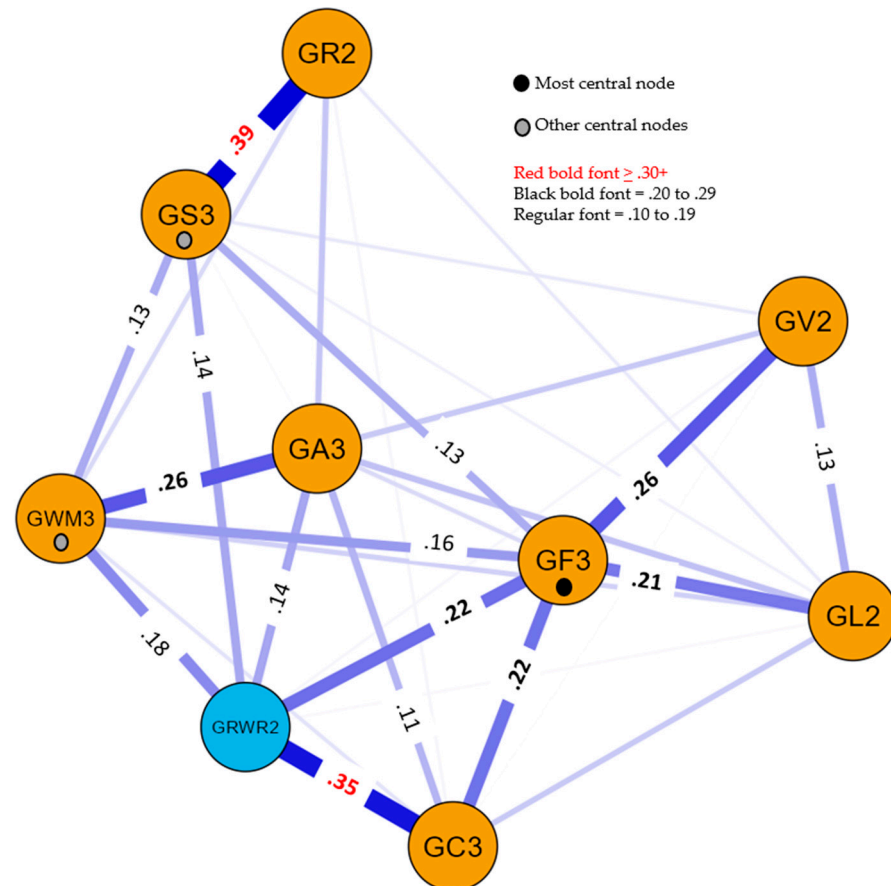 GR2
Most central node
Other central nodes
.39
Red bold font ≥ .30+
Black bold font = .20 to .29
Regular font = .10 to .19
GS3
.13
.14
GV2
GA3
.13
.13
.26
.26
GWM3
.16
GF3
.21
.14
.22
GL2
.18
.22
.11
GRWR2
.35
GC3